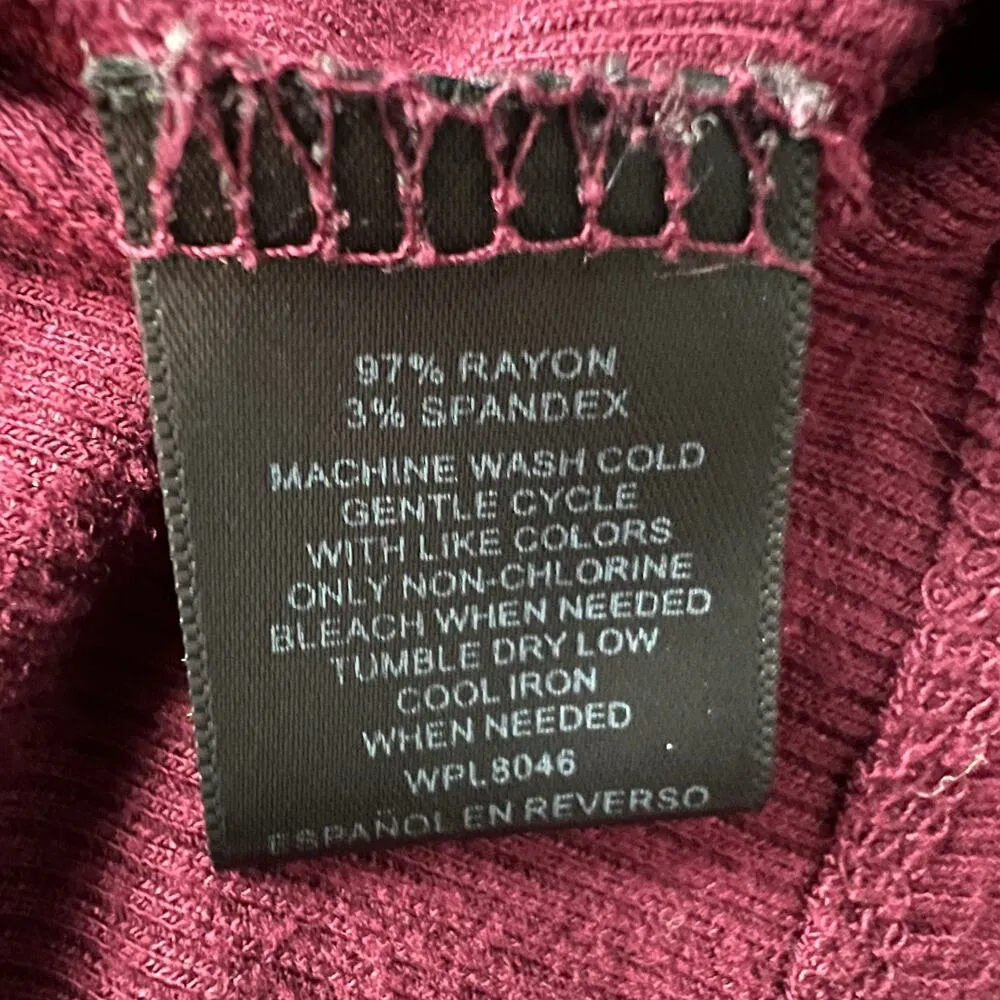 97% RAYON
3% SPANDEX
MACHINE WASH COLD
GENTLE CYCLE
WITH LIKE COLORS
ONLY NON-CHLORINE
BLEACH WHEN NEEDED
TUMBLE DRY LOW
COOL IRON
WHEN NEEDED
WPL8046
ESPAÑOL EN REVERSO